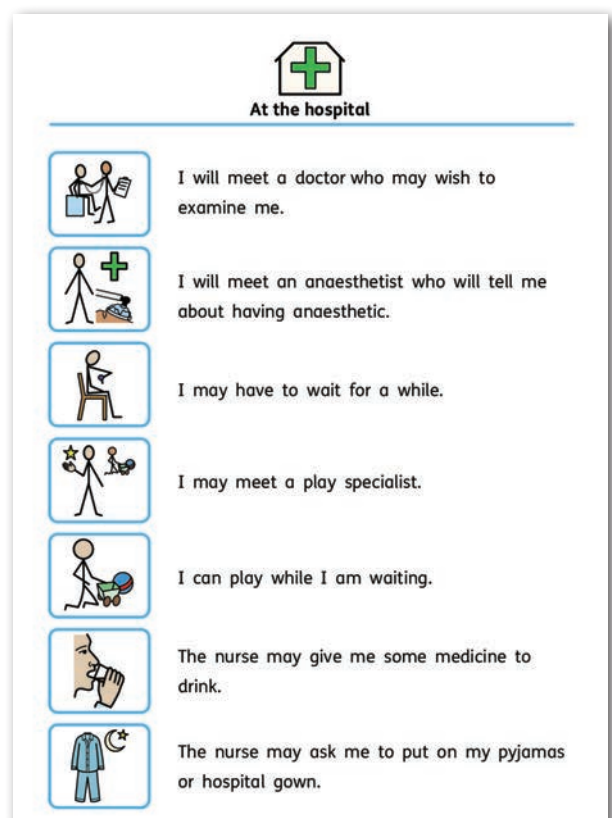 At the hospital
I will meet a doctor who may wish to
examine me.
I will meet an anaesthetist who will tell me
about having anaesthetic.
I may have to wait for a while.
I may meet a play specialist.
I can play while I am waiting.
The nurse may give me some medicine to
drink.
The nurse may ask me to put on my pyjamas
or hospital gown.